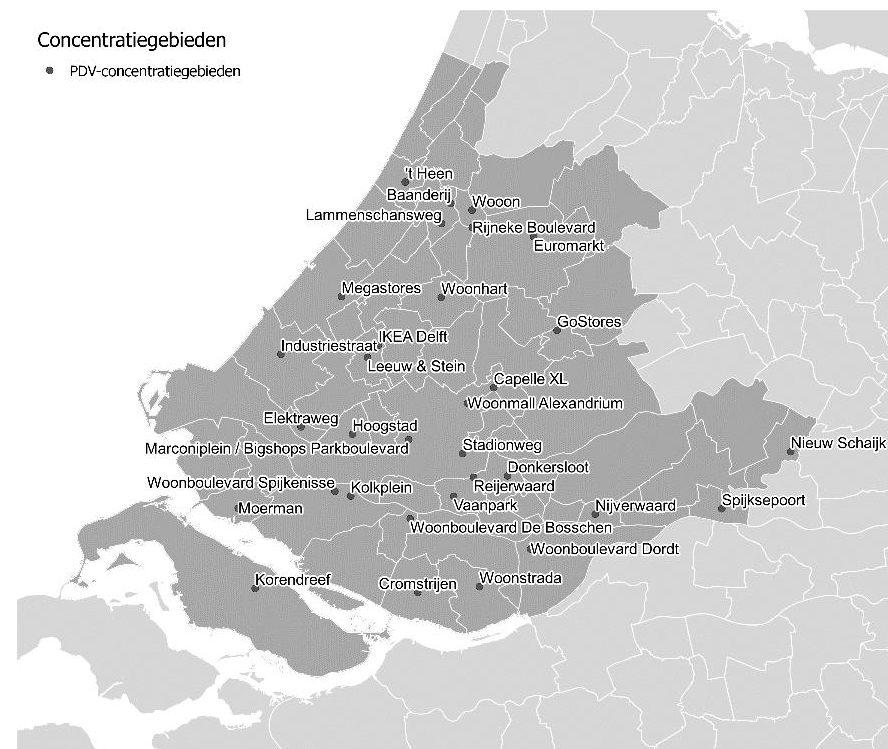 Concentratiegebieden
PDV-concentratiegebieden
't Heen
Baanderij
Wooon
Lammenschansweg
Rijneke Boulevard
Euromarkt
Megastores
Woonhart
GoStores
IKEA Delft
Industriestraat
Leeuw & Stein
Capelle XL
Woonmall Alexandrium
Elektraweg
Hoogstad
Marconiplein / Bigshops Parkboulevard
Stadionweg
Nieuw Schaijk
Donkersloot
Woonboulevard Spijkenisse
Kolkplein
Reijerwaard
Spijksepoort
Moerman
Vaanpark
Nijverwaard
Woonboulevard De Bosschen
Woonboulevard Dordt
Korendreef
Cromstrijen
Woonstrada